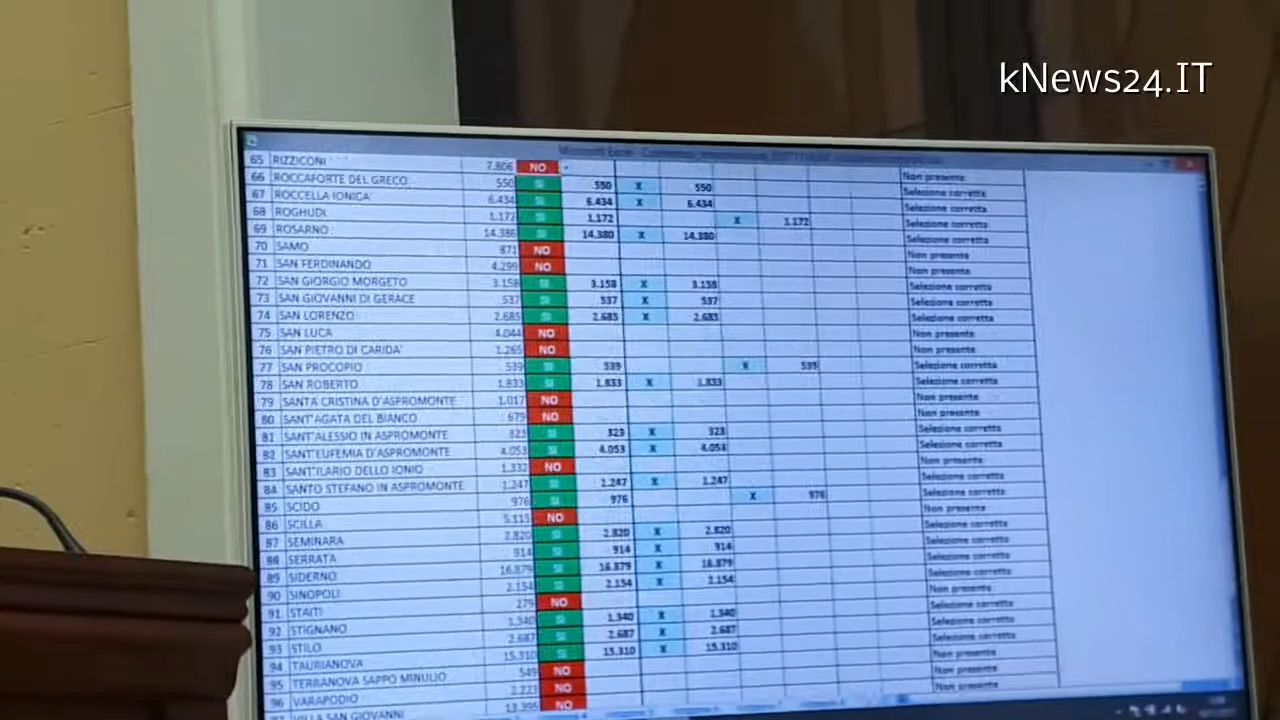 kNews24.IT
65 RIZZICONI 7.806 NO - Non presente
66 ROCCAFORTE DEL GRECO 550 SI 550 X 550 Selezione corretta
67 ROCCELLA IONICA' 6.434 SI 6.434 X 6.434 Selezione corretta
68 ROGHUDI 1.172 SI 1.172 X 1.172 Selezione corretta
69 ROSARNO 14.380 SI 14.380 X 14.380 Selezione corretta
70 SAMO 871 NO Non presente
71 SAN FERDINANDO 4.299 NO Non presente
72 SAN GIORGIO MORGETO 3.158 SI 3.158 X 3.158 Selezione corretta
73 SAN GIOVANNI DI GERACE 537 SI 537 X 537 Selezione corretta
74 SAN LORENZO 2.685 SI 2.685 X 2.685 Selezione corretta
75 SAN LUCA 4.044 NO Non presente
76 SAN PIETRO DI CARIDA' 1.265 NO Non presente
77 SAN PROCOPIO 539 SI 539 X 539 Selezione corretta
78 SAN ROBERTO 1.833 SI 1.833 X 1.833 Selezione corretta
79 SANTA CRISTINA D'ASPROMONTE 1.017 NO Non presente
80 SANT'AGATA DEL BIANCO 679 NO Non presente
81 SANT'ALESSIO IN ASPROMONTE 323 SI 323 X 323 Selezione corretta
82 SANT'EUFEMIA D'ASPROMONTE 4.053 SI 4.053 X 4.053 Selezione corretta
83 SANT'ILARIO DELLO IONIO 1.332 NO Non presente
84 SANTO STEFANO IN ASPROMONTE 1.247 SI 1.247 X 1.247 Selezione corretta
85 SCIDO 976 SI 976 X 976 Selezione corretta
86 SCILLA 5.115 NO Non presente
87 SEMINARA 2.820 SI 2.820 X 2.820 Selezione corretta
88 SERRATA 914 SI 914 X 914 Selezione corretta
89 SIDERNO 16.879 SI 16.879 X 16.879 Selezione corretta
90 SINOPOLI 2.154 SI 2.154 X 2.154 Selezione corretta
91 STAITI 279 NO Non presente
92 STIGNANO 1.340 SI 1.340 X 1.340 Selezione corretta
93 STILO 2.687 SI 2.687 X 2.687 Selezione corretta
94 TAURIANOVA 15.310 SI 15.310 X 15.310 Selezione corretta
95 TERRANOVA SAPPO MINULIO 549 NO Non presente
96 VARAPODIO 2.223 NO Non presente
97 VILLA SAN GIOVANNI 13.395 NO Non presente